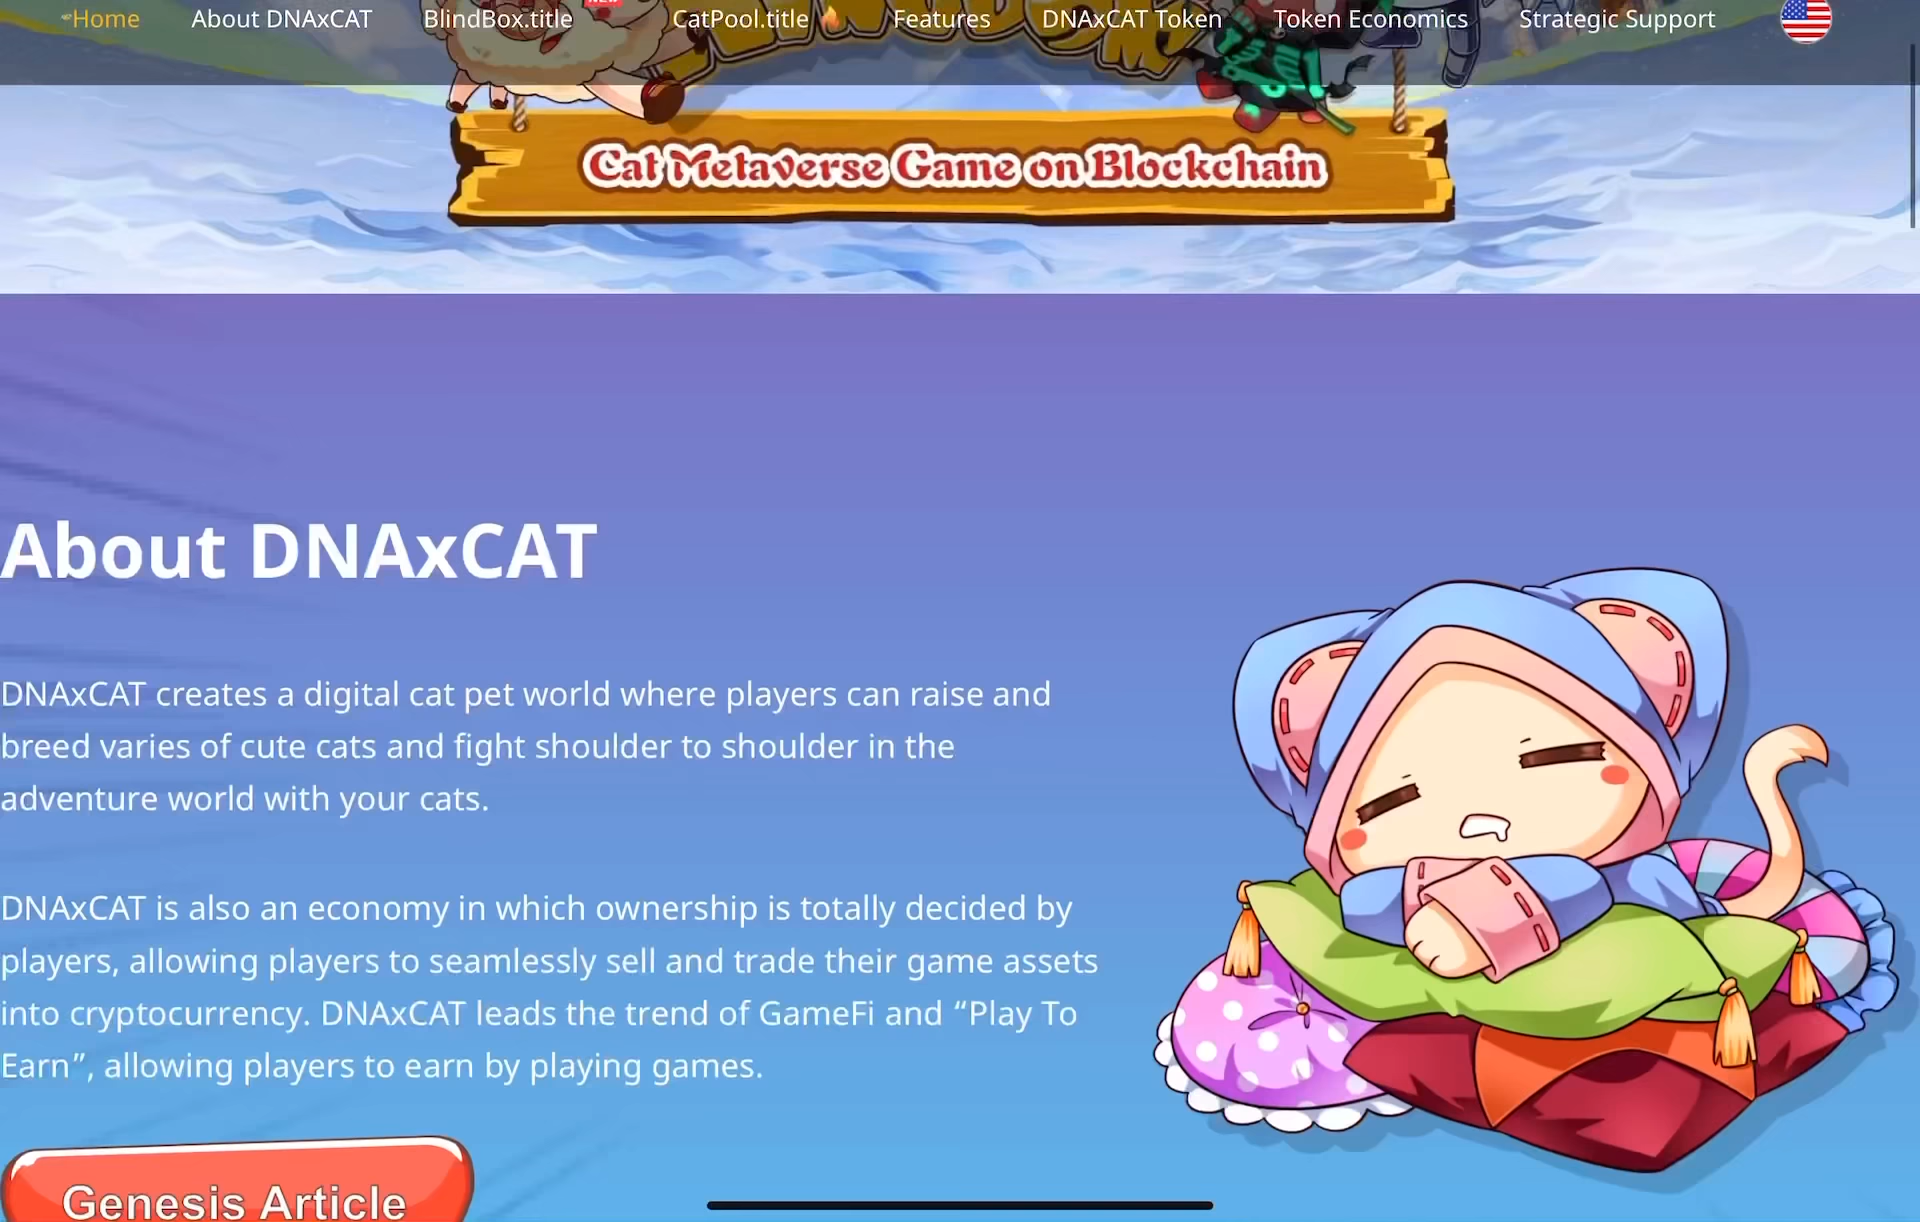 Home About DNAxCAT BlindBox.title NEW CatPool.title Features DNAxCAT Token Token Economics Strategic Support
Cat Metaverse Game on Blockchain
About DNAxCAT
DNAxCAT creates a digital cat pet world where players can raise and
breed varies of cute cats and fight shoulder to shoulder in the
adventure world with your cats.
DNAxCAT is also an economy in which ownership is totally decided by
players, allowing players to seamlessly sell and trade their game assets
into cryptocurrency. DNAxCAT leads the trend of GameFi and “Play To
Earn”, allowing players to earn by playing games.
Genesis Article